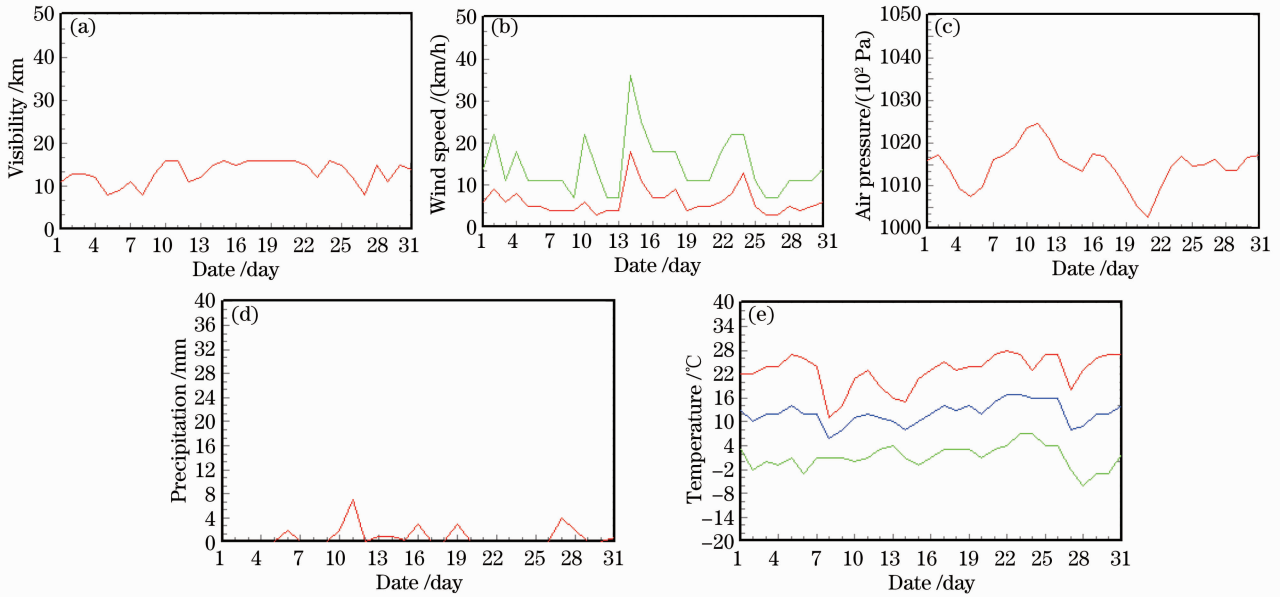 (a)
Visibility /km
50
40
30
20
10
0
1 4 7 10 13 16 19 22 25 28 31
Date /day
(b)
Wind speed /(km/h)
50
40
30
20
10
0
1 4 7 10 13 16 19 22 25 28 31
Date /day
(c)
Air pressure/(10² Pa)
1050
1040
1030
1020
1010
1000
1 4 7 10 13 16 19 22 25 28 31
Date /day
(d)
Precipitation /mm
40
36
32
28
24
20
16
12
8
4
0
1 4 7 10 13 16 19 22 25 28 31
Date /day
(e)
Temperature /℃
40
34
28
22
16
10
4
−2
−8
−14
−20
1 4 7 10 13 16 19 22 25 28 31
Date /day